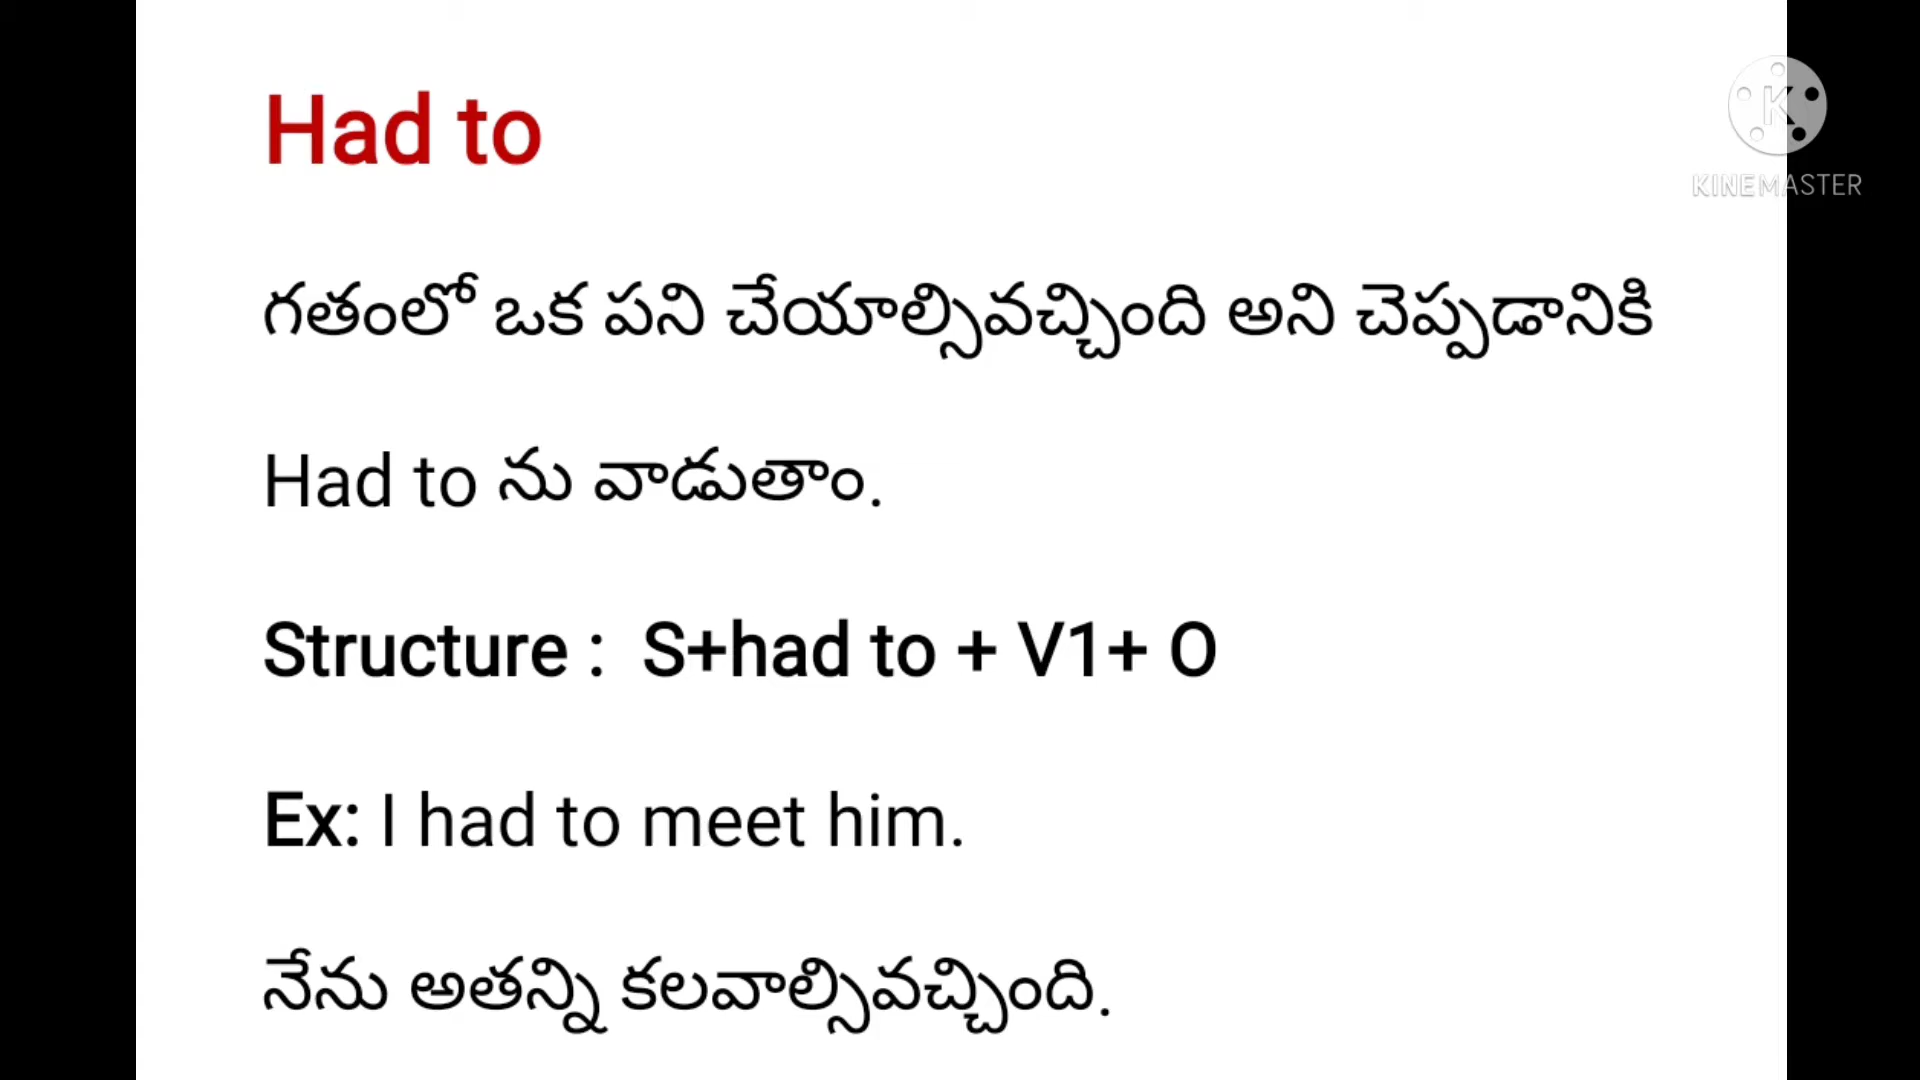 Had to
KINEMASTER
గతంలో ఒక పని చేయాల్సివచ్చింది అని చెప్పడానికి
Had to ను వాడుతాం.
Structure : S+had to + V1+ O
Ex: I had to meet him.
నేను అతన్ని కలవాల్సివచ్చింది.